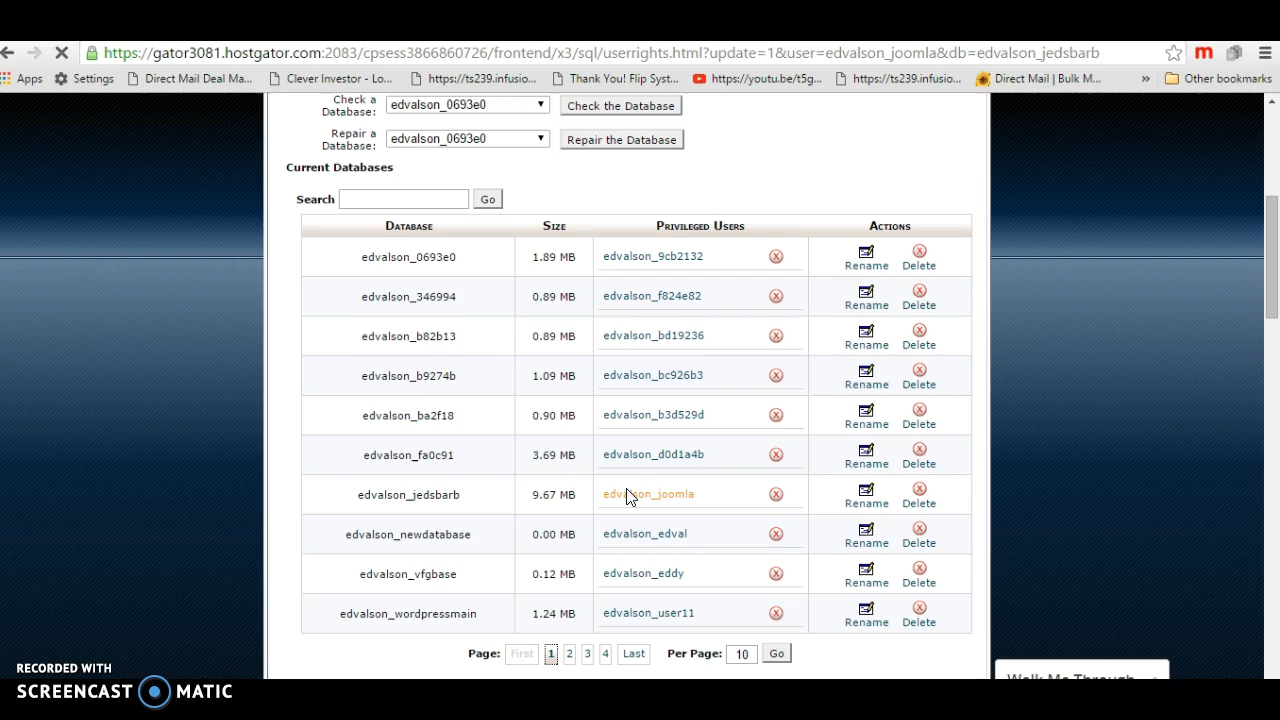 https://gator3081.hostgator.com:2083/cpsess3866860726/frontend/x3/sql/userrights.html?update=1&user=edvalson_joomla&db=edvalson_jedsbarb
Apps Settings Direct Mail Deal Ma... Clever Investor - Lo... https://ts239.infusio... Thank You! Flip Syst... https://youtu.be/t5g... https://ts239.infusio... Direct Mail | Bulk M... » Other bookmarks
Check a Database: edvalson_0693e0 Check the Database
Repair a Database: edvalson_0693e0 Repair the Database
Current Databases
Search Go
DATABASE SIZE PRIVILEGED USERS ACTIONS
edvalson_0693e0 1.89 MB edvalson_9cb2132 Rename Delete
edvalson_346994 0.89 MB edvalson_f824e82 Rename Delete
edvalson_b82b13 0.89 MB edvalson_bd19236 Rename Delete
edvalson_b9274b 1.09 MB edvalson_bc926b3 Rename Delete
edvalson_ba2f18 0.90 MB edvalson_b3d529d Rename Delete
edvalson_fa0c91 3.69 MB edvalson_d0d1a4b Rename Delete
edvalson_jedsbarb 9.67 MB edvalson_joomla Rename Delete
edvalson_newdatabase 0.00 MB edvalson_edval Rename Delete
edvalson_vfgbase 0.12 MB edvalson_eddy Rename Delete
edvalson_wordpressmain 1.24 MB edvalson_user11 Rename Delete
Page: First 1 2 3 4 Last Per Page: 10 Go
Walk Me Through
RECORDED WITH
SCREENCAST MATIC